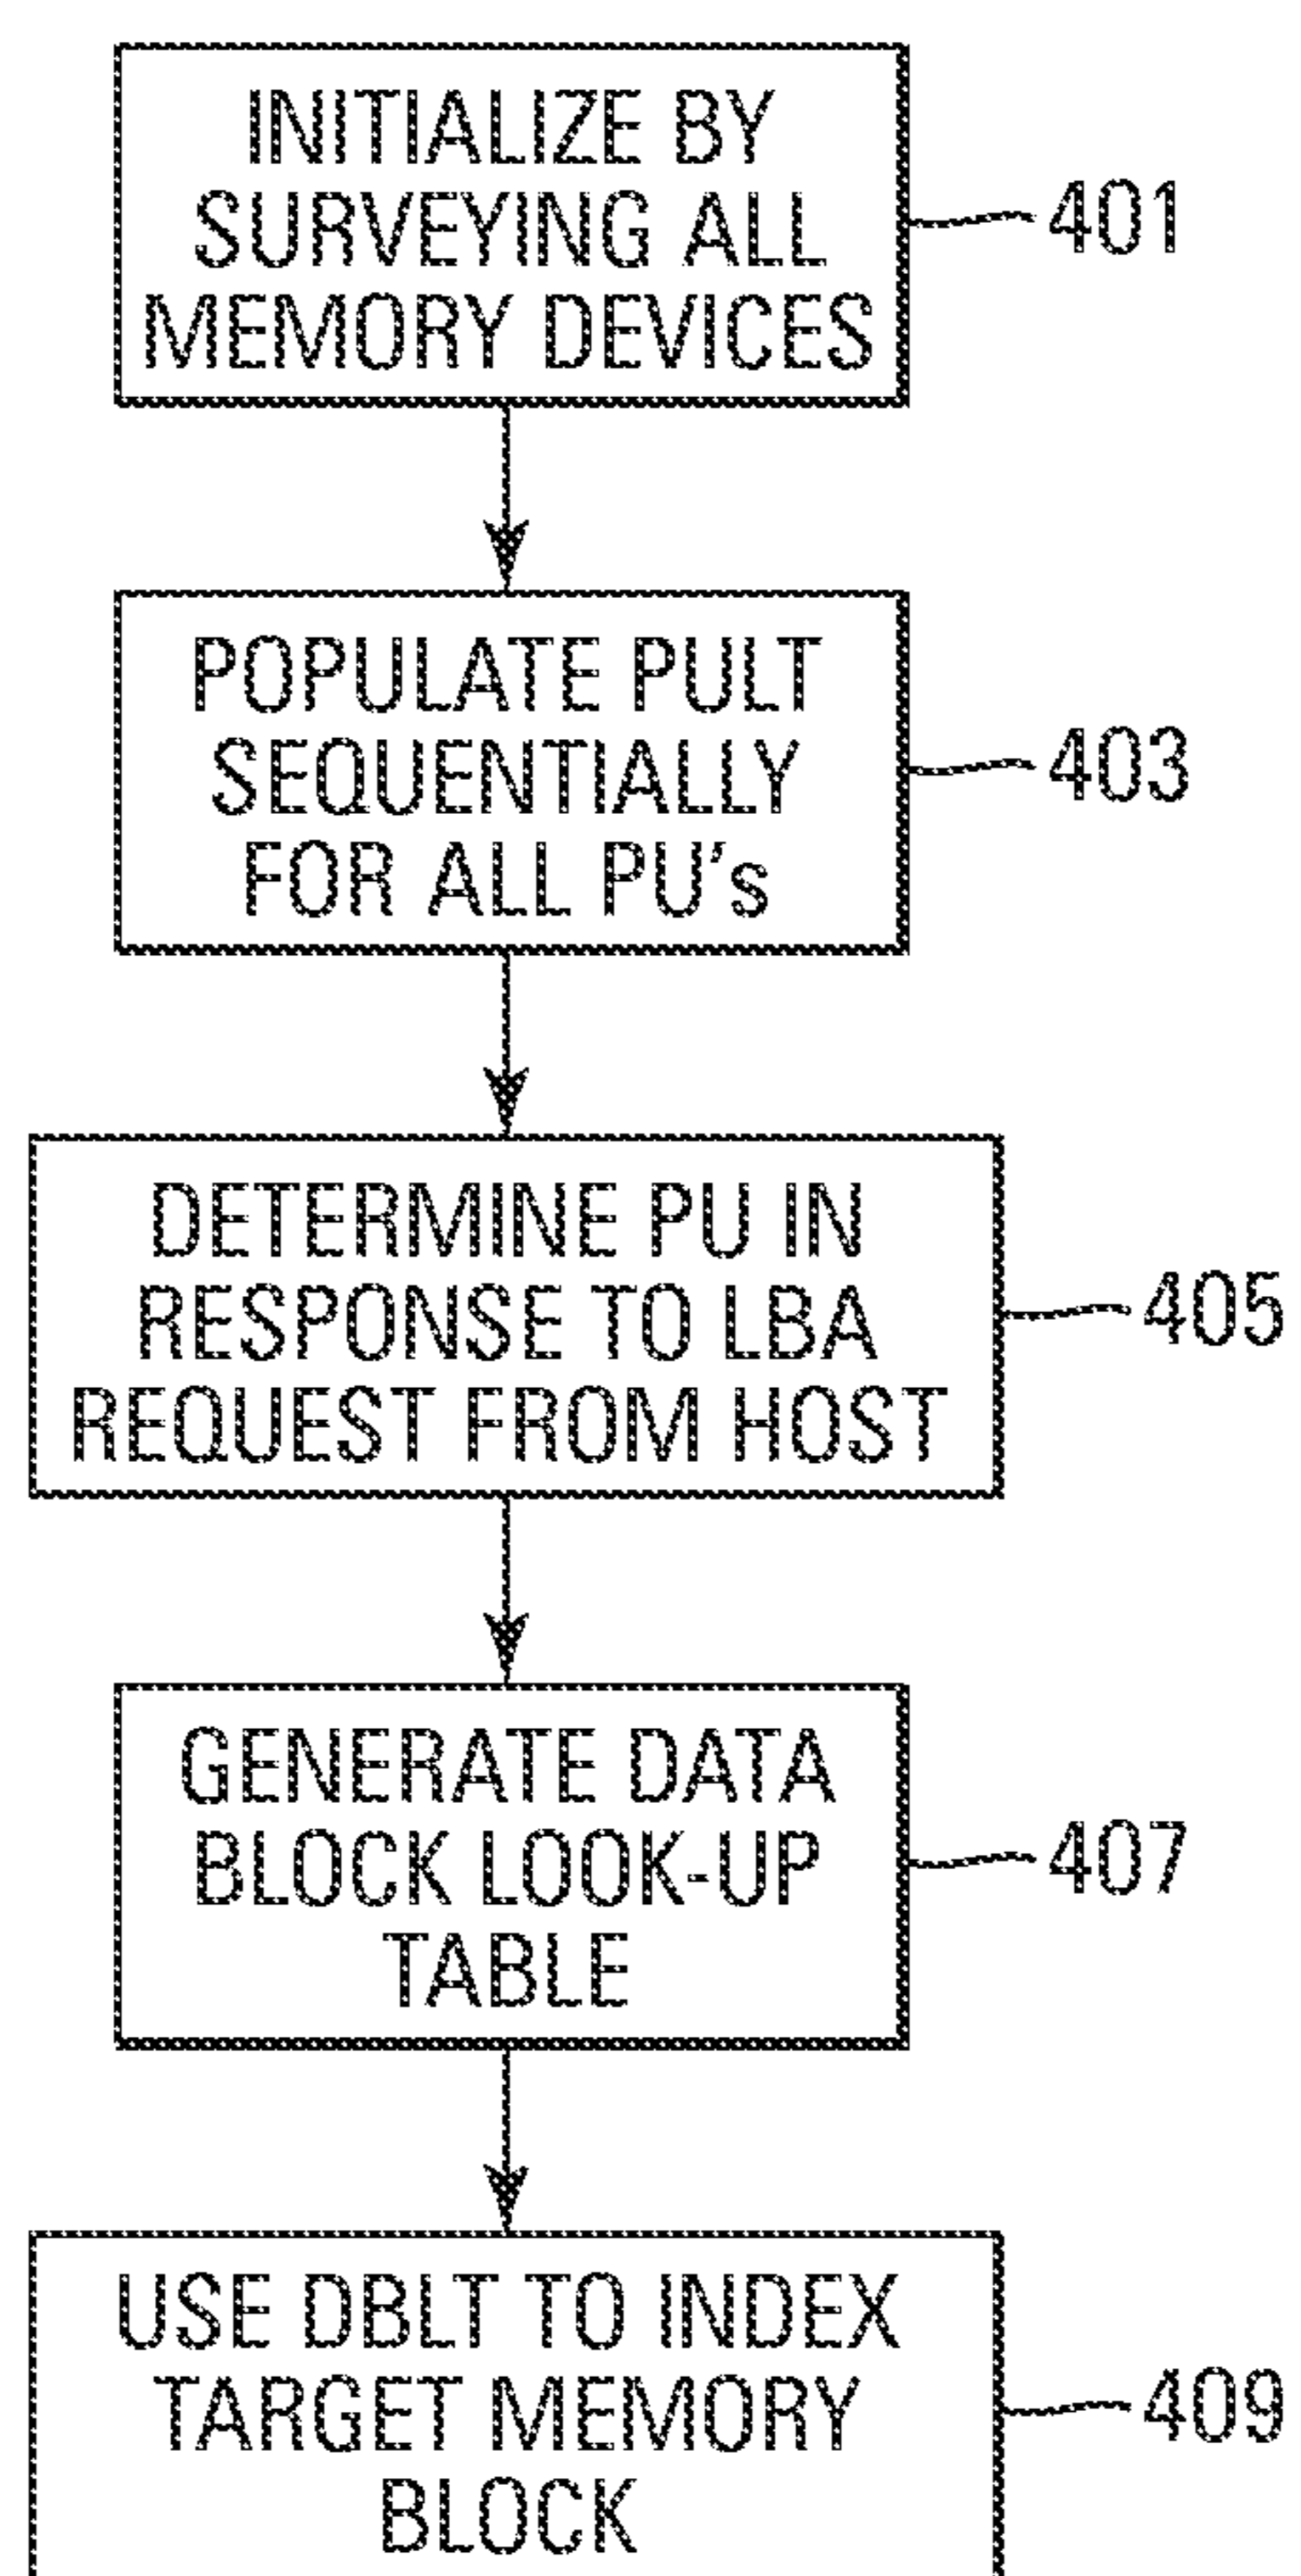 INITIALIZE BY
SURVEYING ALL
MEMORY DEVICES
401
POPULATE PULT
SEQUENTIALLY
FOR ALL PU's
403
DETERMINE PU IN
RESPONSE TO LBA
REQUEST FROM HOST
405
GENERATE DATA
BLOCK LOOK-UP
TABLE
407
USE DBLT TO INDEX
TARGET MEMORY
BLOCK
409